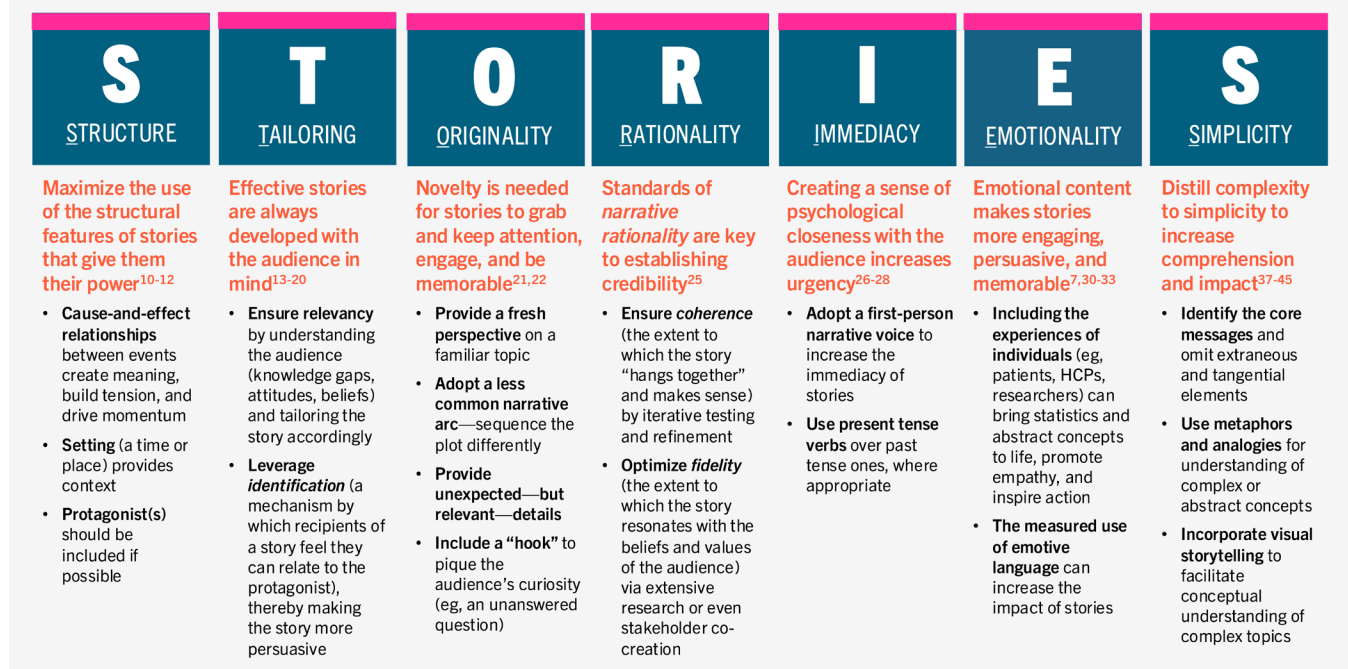 S
STRUCTURE
Maximize the use
of the structural
features of stories
that give them
their power10-12
• Cause-and-effect
relationships
between events
create meaning,
build tension, and
drive momentum
• Setting (a time or
place) provides
context
• Protagonist(s)
should be
included if
possible
T
TAILORING
Effective stories
are always
developed with
the audience in
mind13-20
• Ensure relevancy
by understanding
the audience
(knowledge gaps,
attitudes, beliefs)
and tailoring the
story accordingly
• Leverage
identification (a
mechanism by
which recipients of
a story feel they
can relate to the
protagonist),
thereby making
the story more
persuasive
O
ORIGINALITY
Novelty is needed
for stories to grab
and keep attention,
engage, and be
memorable21,22
• Provide a fresh
perspective on a
familiar topic
• Adopt a less
common narrative
arc—sequence the
plot differently
• Provide
unexpected—but
relevant—details
• Include a “hook” to
pique the
audience’s curiosity
(eg, an unanswered
question)
R
RATIONALITY
Standards of
narrative
rationality are key
to establishing
credibility25
• Ensure coherence
(the extent to
which the story
“hangs together”
and makes sense)
by iterative testing
and refinement
• Optimize fidelity
(the extent to
which the story
resonates with the
beliefs and values
of the audience)
via extensive
research or even
stakeholder co-
creation
I
IMMEDIACY
Creating a sense of
psychological
closeness with the
audience increases
urgency26-28
• Adopt a first-person
narrative voice to
increase the
immediacy of
stories
• Use present tense
verbs over past
tense ones, where
appropriate
E
EMOTIONALITY
Emotional content
makes stories
more engaging,
persuasive, and
memorable7,30-33
• Including the
experiences of
individuals (eg,
patients, HCPs,
researchers) can
bring statistics and
abstract concepts
to life, promote
empathy, and
inspire action
• The measured use
of emotive
language can
increase the
impact of stories
S
SIMPLICITY
Distill complexity
to simplicity to
increase
comprehension
and impact37-45
• Identify the core
messages and
omit extraneous
and tangential
elements
• Use metaphors
and analogies for
understanding of
complex or
abstract concepts
• Incorporate visual
storytelling to
facilitate
conceptual
understanding of
complex topics